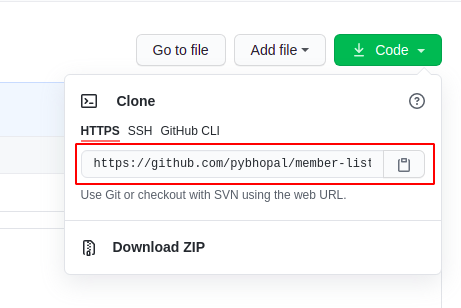 Go to file Add file Code
Clone
HTTPS SSH GitHub CLI
https://github.com/pybhopal/member-list
Use Git or checkout with SVN using the web URL.
Download ZIP